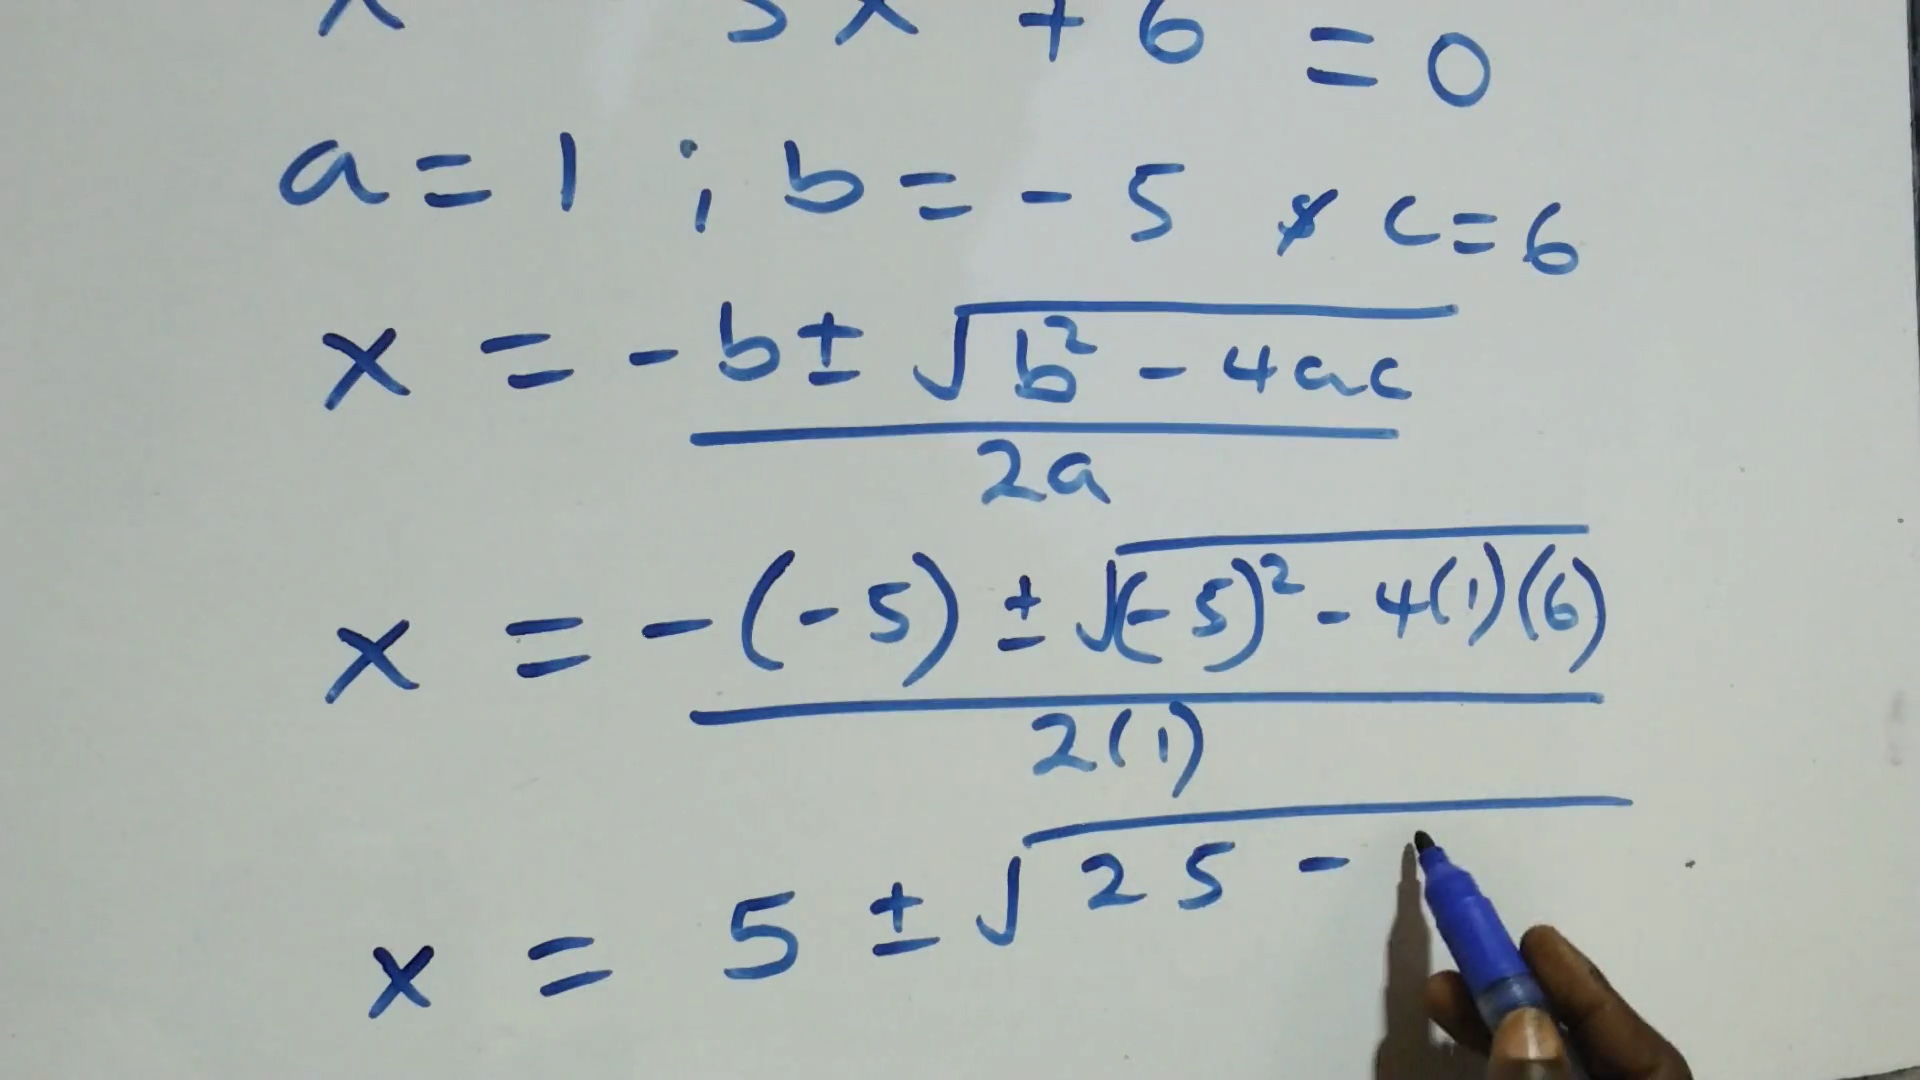 x 5x + 6 = 0
a = 1 ; b = - 5 & c = 6
x = - b ± √b² - 4ac
2a
x = - (-5) ± √(-5)² - 4(1)(6)
2(1)
x = 5 ± √25 -